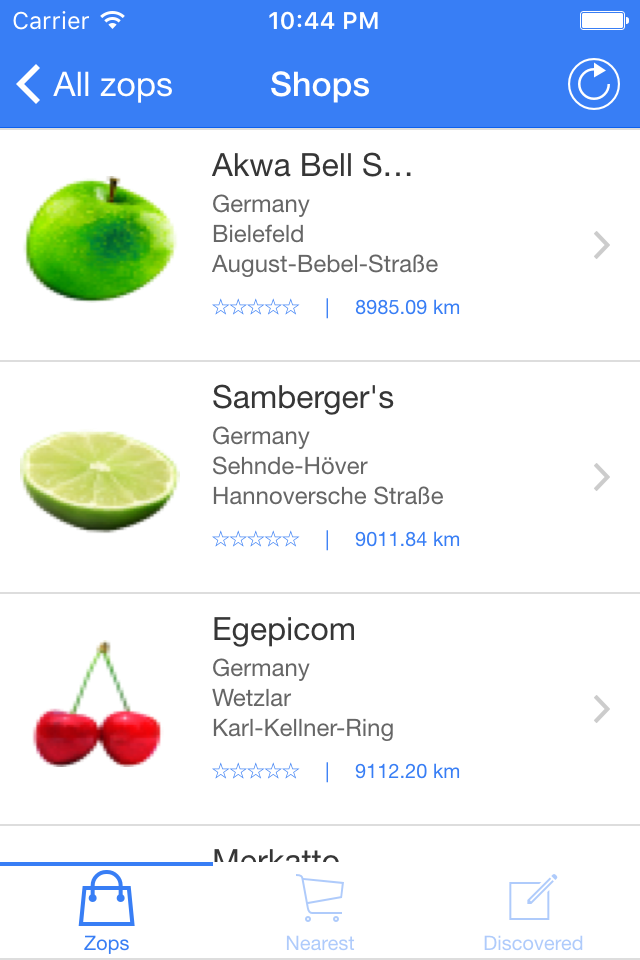 Carrier 10:44 PM
All zops Shops
Akwa Bell S...
Germany
Bielefeld
August-Bebel-Straße
☆☆☆☆☆ | 8985.09 km
Samberger's
Germany
Sehnde-Höver
Hannoversche Straße
☆☆☆☆☆ | 9011.84 km
Egepicom
Germany
Wetzlar
Karl-Kellner-Ring
☆☆☆☆☆ | 9112.20 km
Merkatto
Zops Nearest Discovered